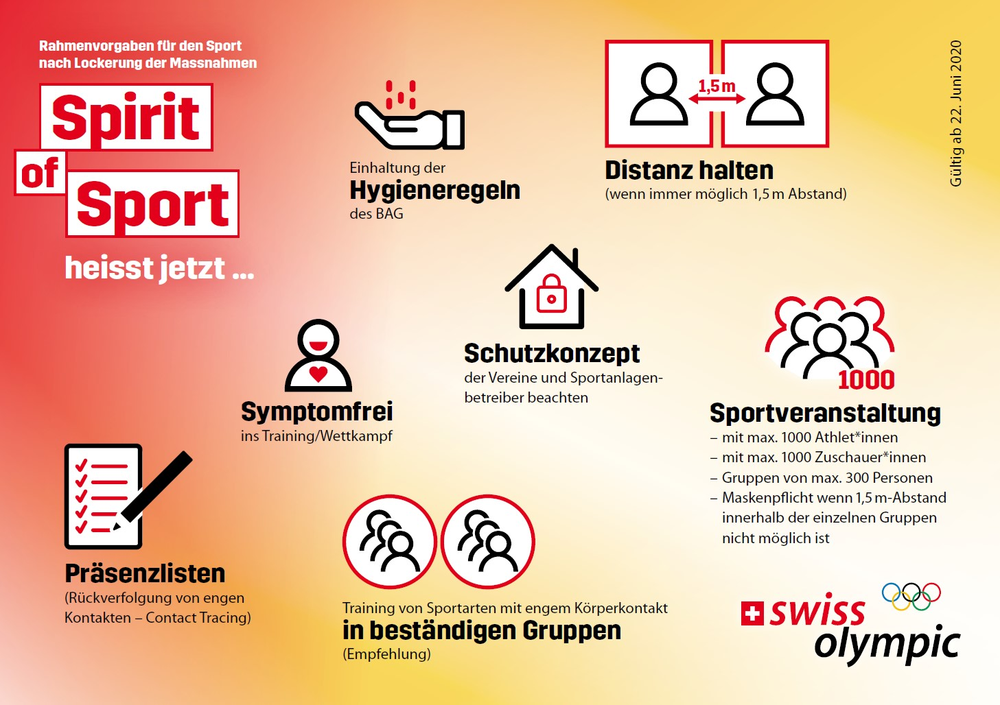 Rahmenvorgaben für den Sport
nach Lockerung der Massnahmen
Spirit
of
Sport
heisst jetzt ...
Einhaltung der
Hygieneregeln
des BAG
1,5 m
Distanz halten
(wenn immer möglich 1,5 m Abstand)
Gültig ab 22. Juni 2020
Schutzkonzept
der Vereine und Sportanlagen-
betreiber beachten
Symptomfrei
ins Training/Wettkampf
1000
Sportveranstaltung
– mit max. 1000 Athlet*innen
– mit max. 1000 Zuschauer*innen
– Gruppen von max. 300 Personen
– Maskenpflicht wenn 1,5 m-Abstand
innerhalb der einzelnen Gruppen
nicht möglich ist
Präsenzlisten
(Rückverfolgung von engen
Kontakten – Contact Tracing)
Training von Sportarten mit engem Körperkontakt
in beständigen Gruppen
(Empfehlung)
swiss
olympic